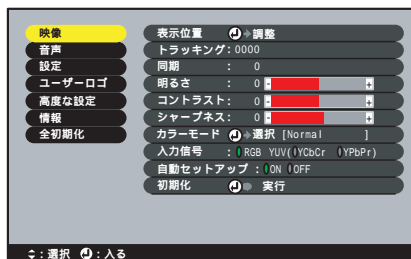 映像
音声
設定
ユーザーロゴ
高度な設定
情報
全初期化
表示位置 調整
トラッキング: 0000
同期 : 0
明るさ : 0 - +
コントラスト: 0 - +
シャープネス: 0 - +
カラーモード 選択 [Normal ]
入力信号 : RGB YUV(YCbCr YPbPr)
自動セットアップ : ON OFF
初期化 実行
:選択 :入る